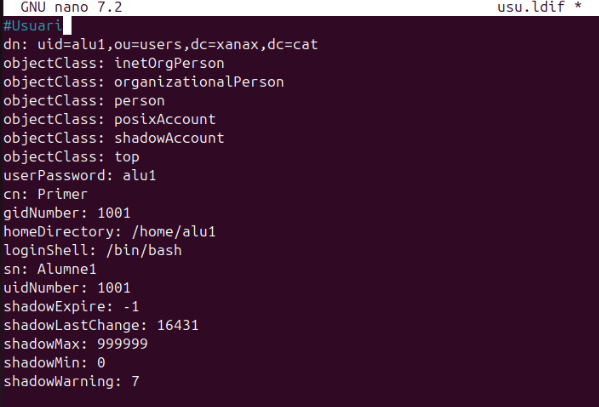 GNU nano 7.2 usu.ldif *
#Usuari
dn: uid=alu1,ou=users,dc=xanax,dc=cat
objectClass: inetOrgPerson
objectClass: organizationalPerson
objectClass: person
objectClass: posixAccount
objectClass: shadowAccount
objectClass: top
userPassword: alu1
cn: Primer
gidNumber: 1001
homeDirectory: /home/alu1
loginShell: /bin/bash
sn: Alumne1
uidNumber: 1001
shadowExpire: -1
shadowLastChange: 16431
shadowMax: 999999
shadowMin: 0
shadowWarning: 7